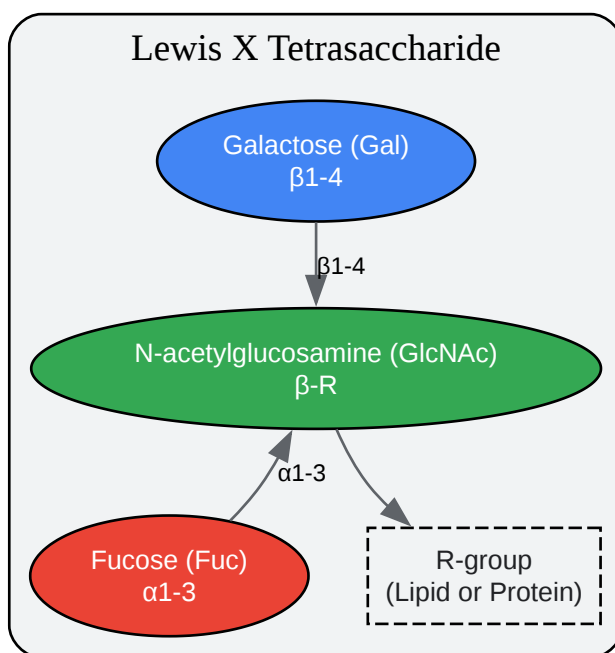 Lewis X Tetrasaccharide
Galactose (Gal)
β1-4
β1-4
N-acetylglucosamine (GlcNAc)
β-R
α1-3
Fucose (Fuc)
α1-3
R-group
(Lipid or Protein)